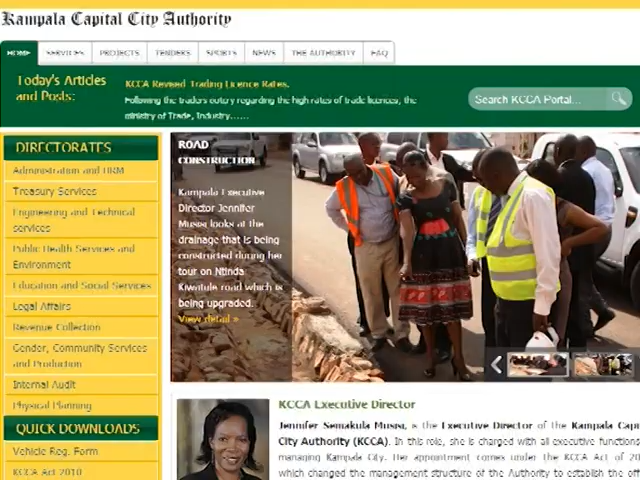 Kampala Capital City Authority
HOME SERVICES PROJECTS TENDERS SPORTS NEWS THE AUTHORITY FAQ
Today's Articles and Posts:
KCCA Revised Trading Licence Rates.
Following the traders outcry regarding the high rates of trade licences, the
ministry of Trade, Industry......
Search KCCA Portal...
DIRECTORATES
Administration and HRM
Treasury Services
Engineering and Technical
services
Public Health Services and
Environment
Education and Social Services
Legal Affairs
Revenue Collection
Gender, Community Services
and Production
Internal Audit
Physical Planning
QUICK DOWNLOADS
Vehicle Reg. Form
KCCA Act 2010
ROAD
CONSTRUCTION
Kampala Executive
Director Jennifer
Musisi looks at the
drainage that is being
constructed during her
tour on Ntinda
Kiwatule road which is
being upgraded.
View detail »
KCCA Executive Director
Jennifer Semakula Musisi, is the Executive Director of the Kampala Capi
City Authority (KCCA). In this role, she is charged with all executive functions
managing Kampala City. Her appointment comes under the KCCA Act of 20
which changed the management structure of the Authority to establish the off